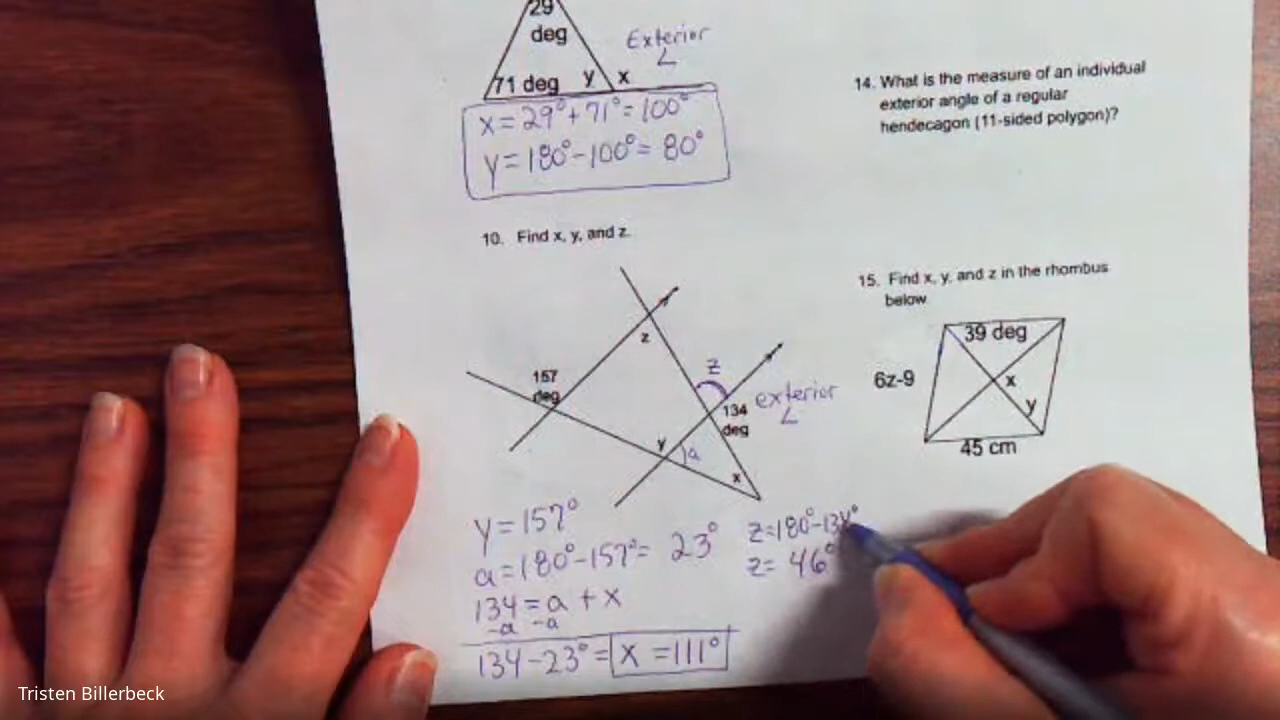 29
deg
71 deg y x
Exterior
x = 29° + 71° = 100°
y = 180° - 100° = 80°
10. Find x, y, and z.
z
157
deg
z
134
deg
exterior
y
a
x
y = 157°
a = 180° - 157° = 23°
134 = a + x
-a -a
134 - 23° = x = 111°
z = 180° - 134°
z = 46°
14. What is the measure of an individual
exterior angle of a regular
hendecagon (11-sided polygon)?
15. Find x, y, and z in the rhombus
below
39 deg
6z-9
x
y
45 cm
Tristen Billerbeck